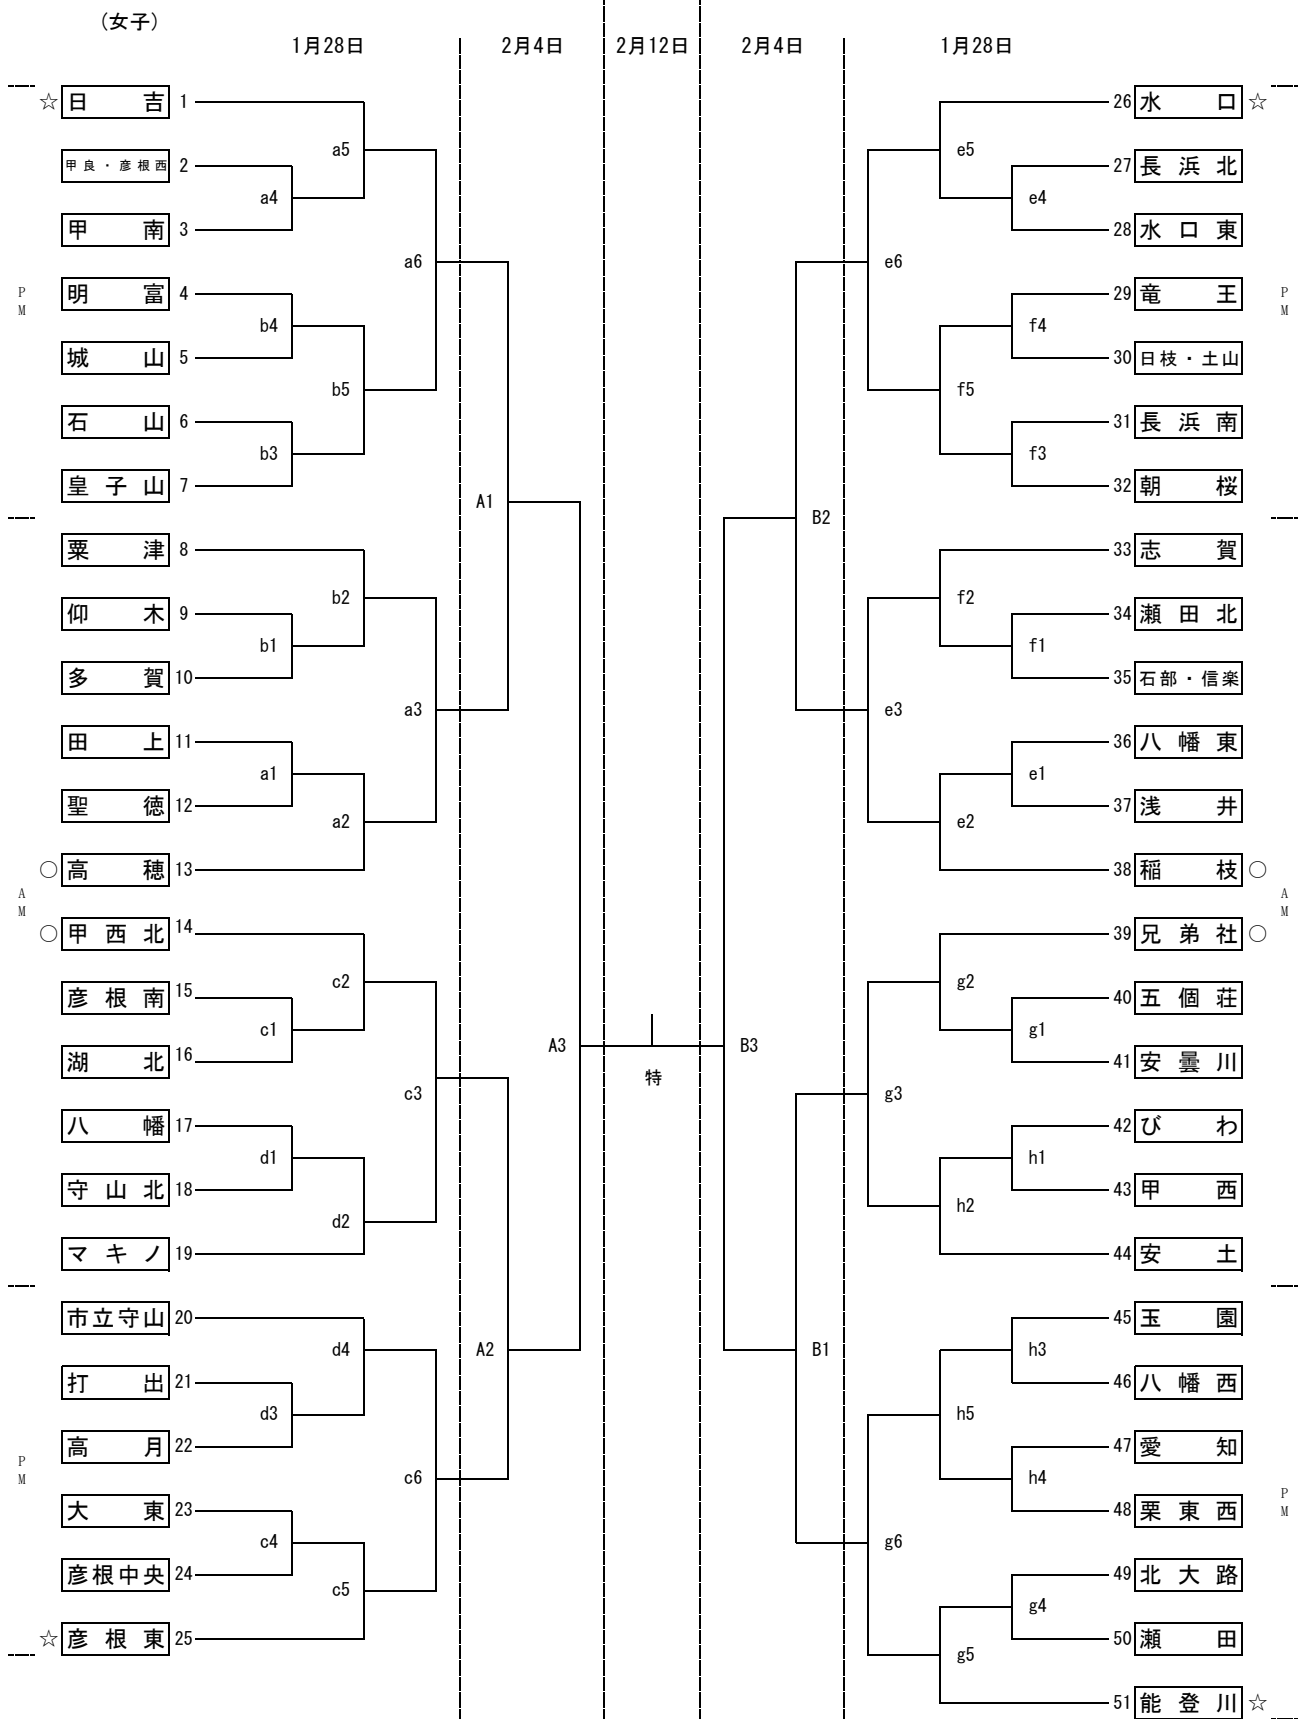 (女子)
1月28日 2月4日 2月12日 2月4日 1月28日
☆ 日吉 1 26 水口 ☆
a5 e5
甲良・彦根西 2 27 長浜北
a4 e4
甲南 3 28 水口東
a6 e6
PM 明富 4 29 竜王 PM
b4 f4
城山 5 30 日枝・土山
b5 f5
石山 6 31 長浜南
b3 f3
皇子山 7 32 朝桜
A1 B2
粟津 8 33 志賀
b2 f2
仰木 9 34 瀬田北
b1 f1
多賀 10 35 石部・信楽
a3 e3
田上 11 36 八幡東
a1 e1
聖徳 12 37 浅井
a2 e2
○ 高穂 13 38 稲枝 ○
AM AM
○ 甲西北 14 39 兄弟社 ○
c2 g2
彦根南 15 40 五個荘
c1 g1
湖北 16 41 安曇川
A3 B3
特
c3 g3
八幡 17 42 びわ
d1 h1
守山北 18 43 甲西
d2 h2
マキノ 19 44 安土
市立守山 20 45 玉園
d4 A2 B1 h3
打出 21 46 八幡西
d3 h5
高月 22 47 愛知
PM c6 h4 PM
大東 23 48 栗東西
c4 g6
彦根中央 24 49 北大路
c5 g4
☆ 彦根東 25 50 瀬田
g5
51 能登川 ☆